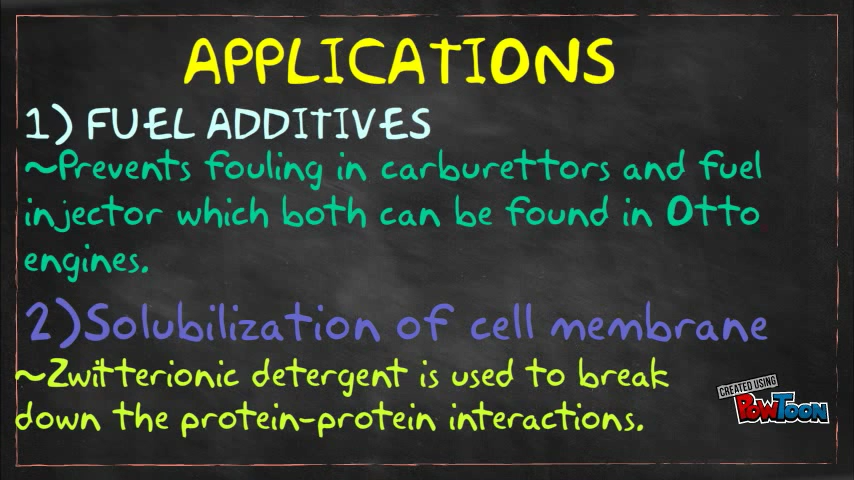 APPLICATIONS
1) FUEL ADDITIVES
~Prevents fouling in carburettors and fuel
injector which both can be found in Otto
engines.
2)Solubilization of cell membrane
~Zwitterionic detergent is used to break
down the protein-protein interactions.
CREATED USING
POWTOON